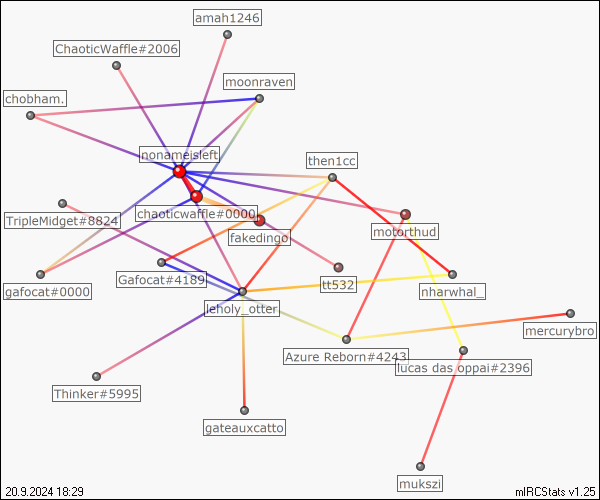 amah1246
ChaoticWaffle#2006
moonraven
chobham.
nonameisleft
then1cc
chaoticwaffle#0000
TripleMidget#8824
fakedingo
motorthud
gafocat#0000
Gafocat#4189
tt532
nharwhal_
leholy_otter
mercurybro
Azure Reborn#4243
lucas das oppai#2396
Thinker#5995
gateauxcatto
mukszi
20.9.2024 18:29
mIRCStats v1.25